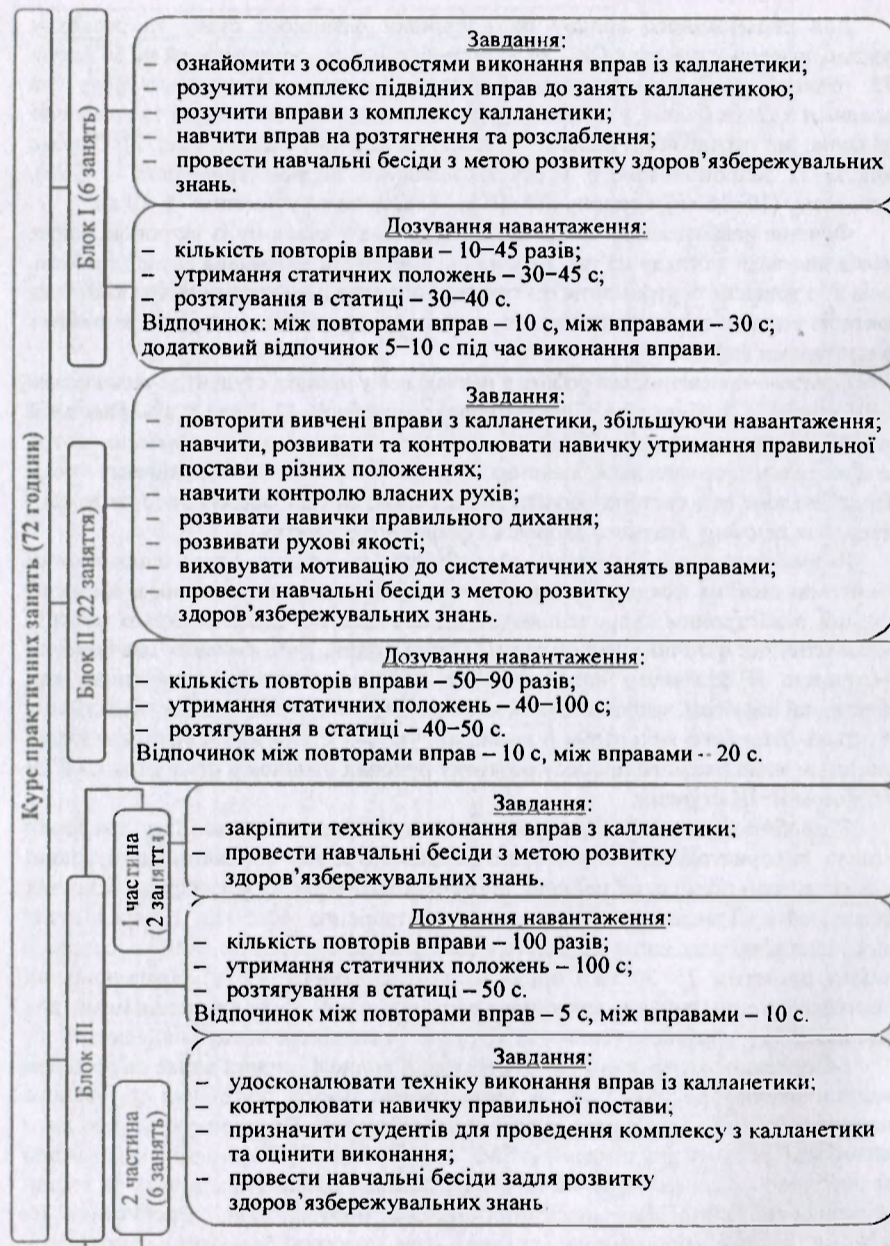 Курс практичних занять (72 години)
Блок I (6 занять)
Завдання:
– ознайомити з особливостями виконання вправ із калланетики;
– розучити комплекс підвідних вправ до занять калланетикою;
– розучити вправи з комплексу калланетики;
– навчити вправ на розтягнення та розслаблення;
– провести навчальні бесіди з метою розвитку здоров’язбережувальних
знань.
Дозування навантаження:
– кількість повторів вправи – 10–45 разів;
– утримання статичних положень - 30–45 с;
– розтягування в статиці – 30–40 с.
Відпочинок: між повторами вправ – 10 с, між вправами – 30 с;
додатковий відпочинок 5–10 с під час виконання вправи.
Блок II (22 заняття)
Завдання:
– повторити вивчені вправи з калланетики, збільшуючи навантаження;
– навчити, розвивати та контролювати навичку утримання правильної
постави в різних положеннях;
– навчити контролю власних рухів;
– розвивати навички правильного дихання;
– розвивати рухові якості;
– виховувати мотивацію до систематичних занять вправами;
– провести навчальні бесіди з метою розвитку
здоров’язбережувальних знань.
Дозування навантаження:
– кількість повторів вправи – 50–90 разів;
– утримання статичних положень – 40–100 с;
– розтягування в статиці – 40–50 с.
Відпочинок між повторами вправ – 10 с, між вправами – 20 с.
Блок III
1 частина
(2 заняття)
Завдання:
– закріпити техніку виконання вправ з калланетики;
– провести навчальні бесіди з метою розвитку
здоров’язбережувальних знань.
Дозування навантаження:
– кількість повторів вправи – 100 разів;
– утримання статичних положень – 100 с;
– розтягування в статиці – 50 с.
Відпочинок між повторами вправ – 5 с, між вправами – 10 с.
2 частина
(6 занять)
Завдання:
– удосконалювати техніку виконання вправ із калланетики;
– контролювати навичку правильної постави;
– призначити студентів для проведення комплексу з калланетики
та оцінити виконання;
– провести навчальні бесіди задля розвитку
здоров’язбережувальних знань.